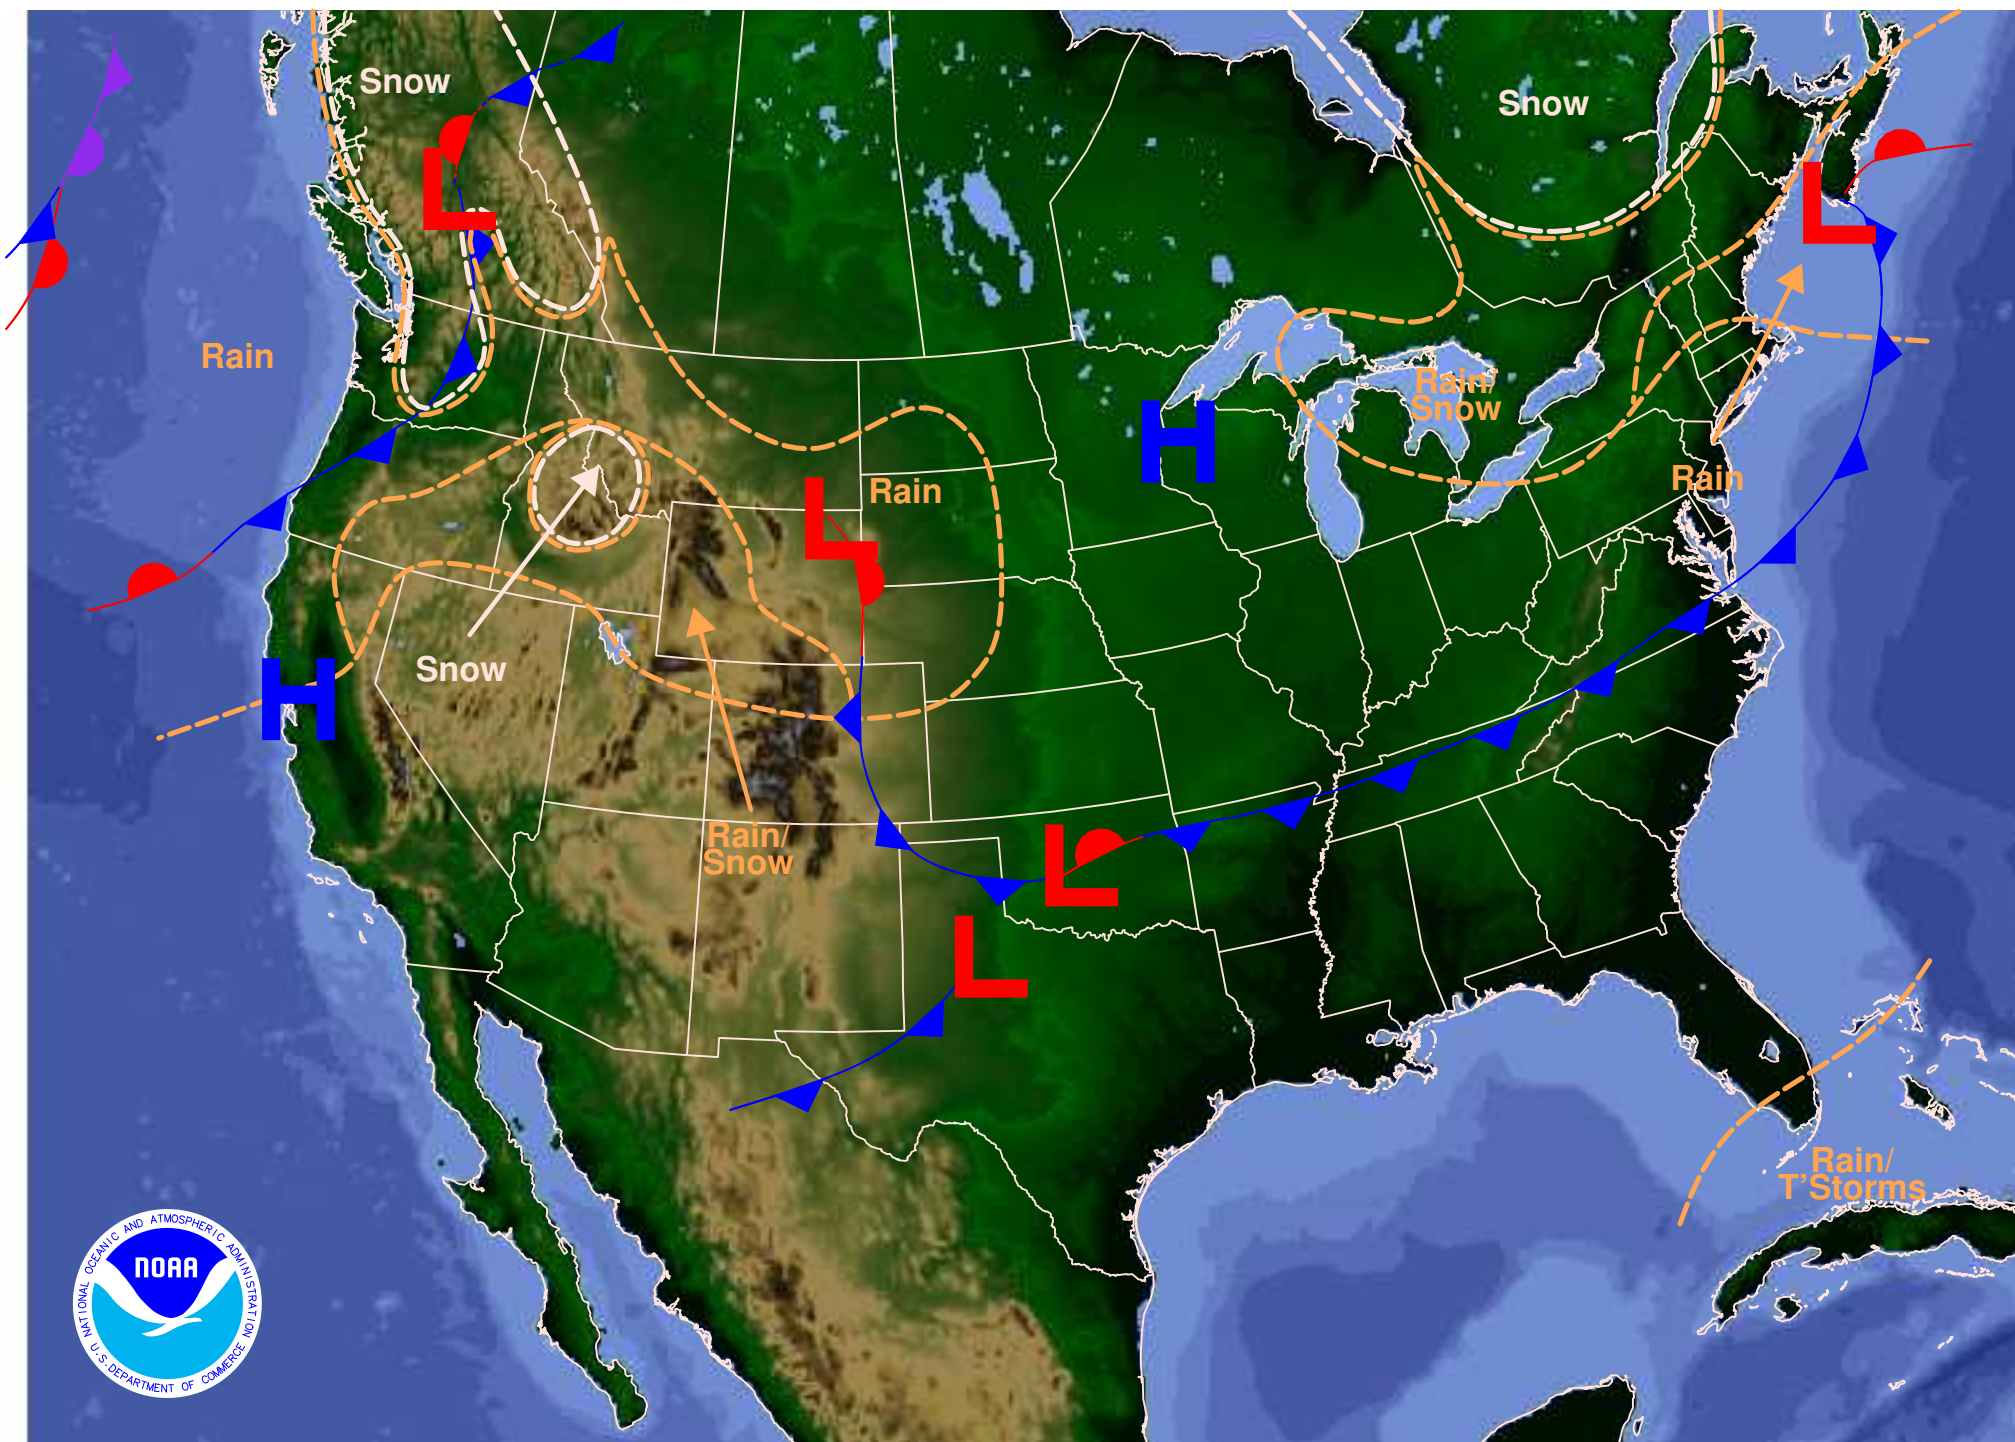 Snow
Snow
L
L
Rain
Rain/
Snow
H
L
Rain
Rain
Snow
H
Rain/
Snow
L
L
Rain/
T'Storms
NATIONAL OCEANIC AND ATMOSPHERIC ADMINISTRATION
NOAA
U.S. DEPARTMENT OF COMMERCE